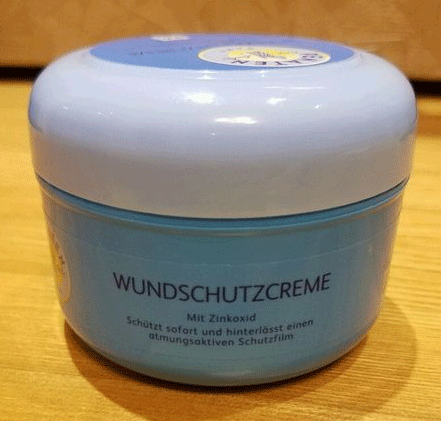 WUNDSCHUTZCREME
Mit Zinkoxid
Schützt sofort und hinterlässt einen
atmungsaktiven Schutzfilm